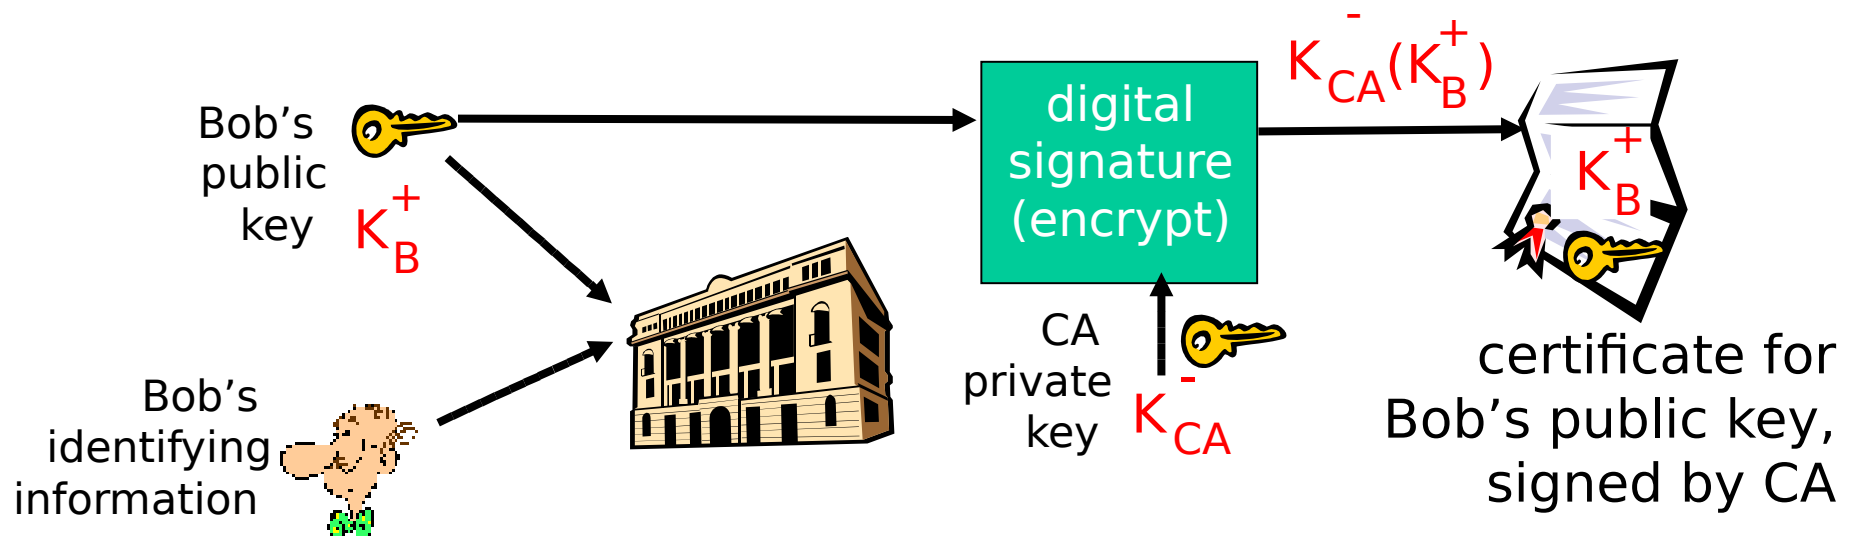 Bob’s
public
key
K
+
B
Bob’s
identifying
information
digital
signature
(encrypt)
CA
private
key
K
-
CA
-
K
CA
(K
+
B
)
K
+
B
certificate for
Bob’s public key,
signed by CA